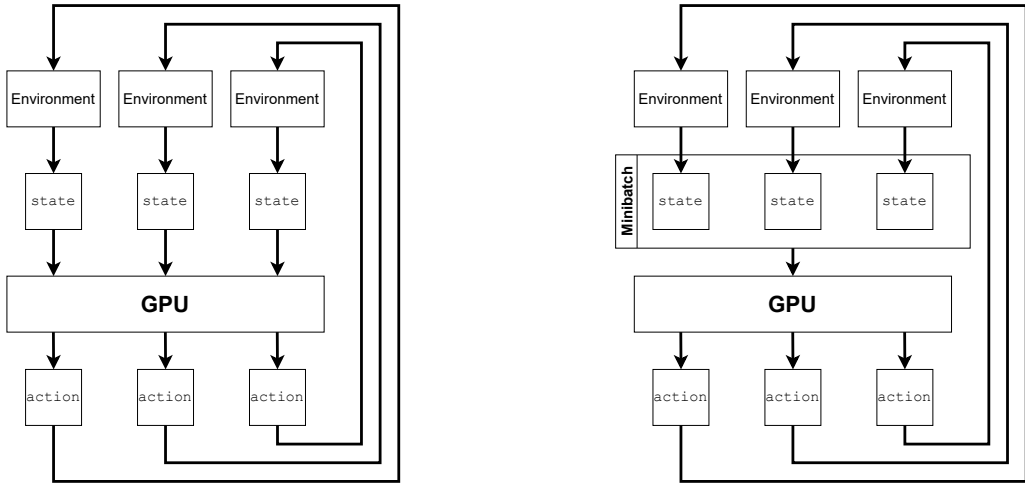 Environment Environment Environment
state state state
GPU
action action action
Environment Environment Environment
Minibatch
state state state
GPU
action action action